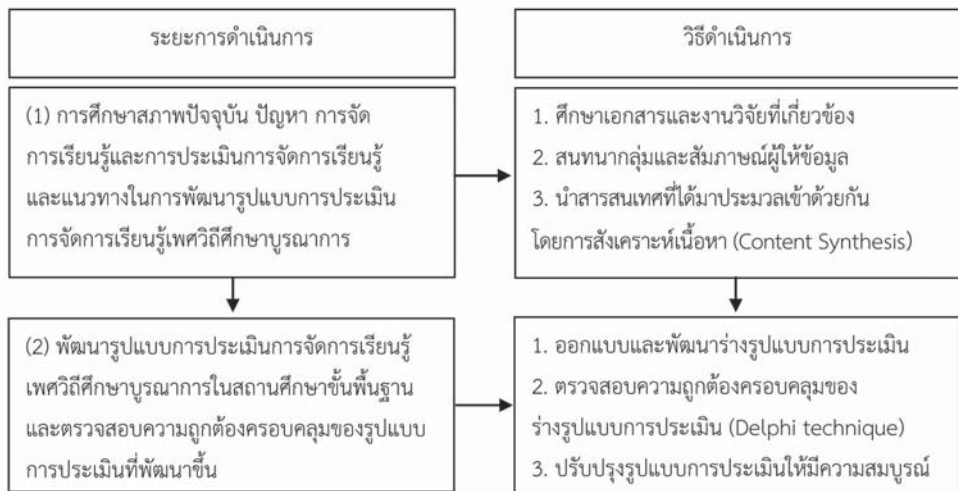 ระยะการดำเนินการ
วิธีดำเนินการ
(1) การศึกษาสภาพปัจจุบัน ปัญหา การจัด
การเรียนรู้และการประเมินการจัดการเรียนรู้
และแนวทางในการพัฒนารูปแบบการประเมิน
การจัดการเรียนรู้เพศวิถีศึกษาบูรณาการ
1. ศึกษาเอกสารและงานวิจัยที่เกี่ยวข้อง
2. สนทนากลุ่มและสัมภาษณ์ผู้ให้ข้อมูล
3. นำสารสนเทศที่ได้มาประมวลเข้าด้วยกัน
โดยการสังเคราะห์เนื้อหา (Content Synthesis)
(2) พัฒนารูปแบบการประเมินการจัดการเรียนรู้
เพศวิถีศึกษาบูรณาการในสถานศึกษาขั้นพื้นฐาน
และตรวจสอบความถูกต้องครอบคลุมของรูปแบบ
การประเมินที่พัฒนาขึ้น
1. ออกแบบและพัฒนาร่างรูปแบบการประเมิน
2. ตรวจสอบความถูกต้องครอบคลุมของ
ร่างรูปแบบการประเมิน (Delphi technique)
3. ปรับปรุงรูปแบบการประเมินให้มีความสมบูรณ์